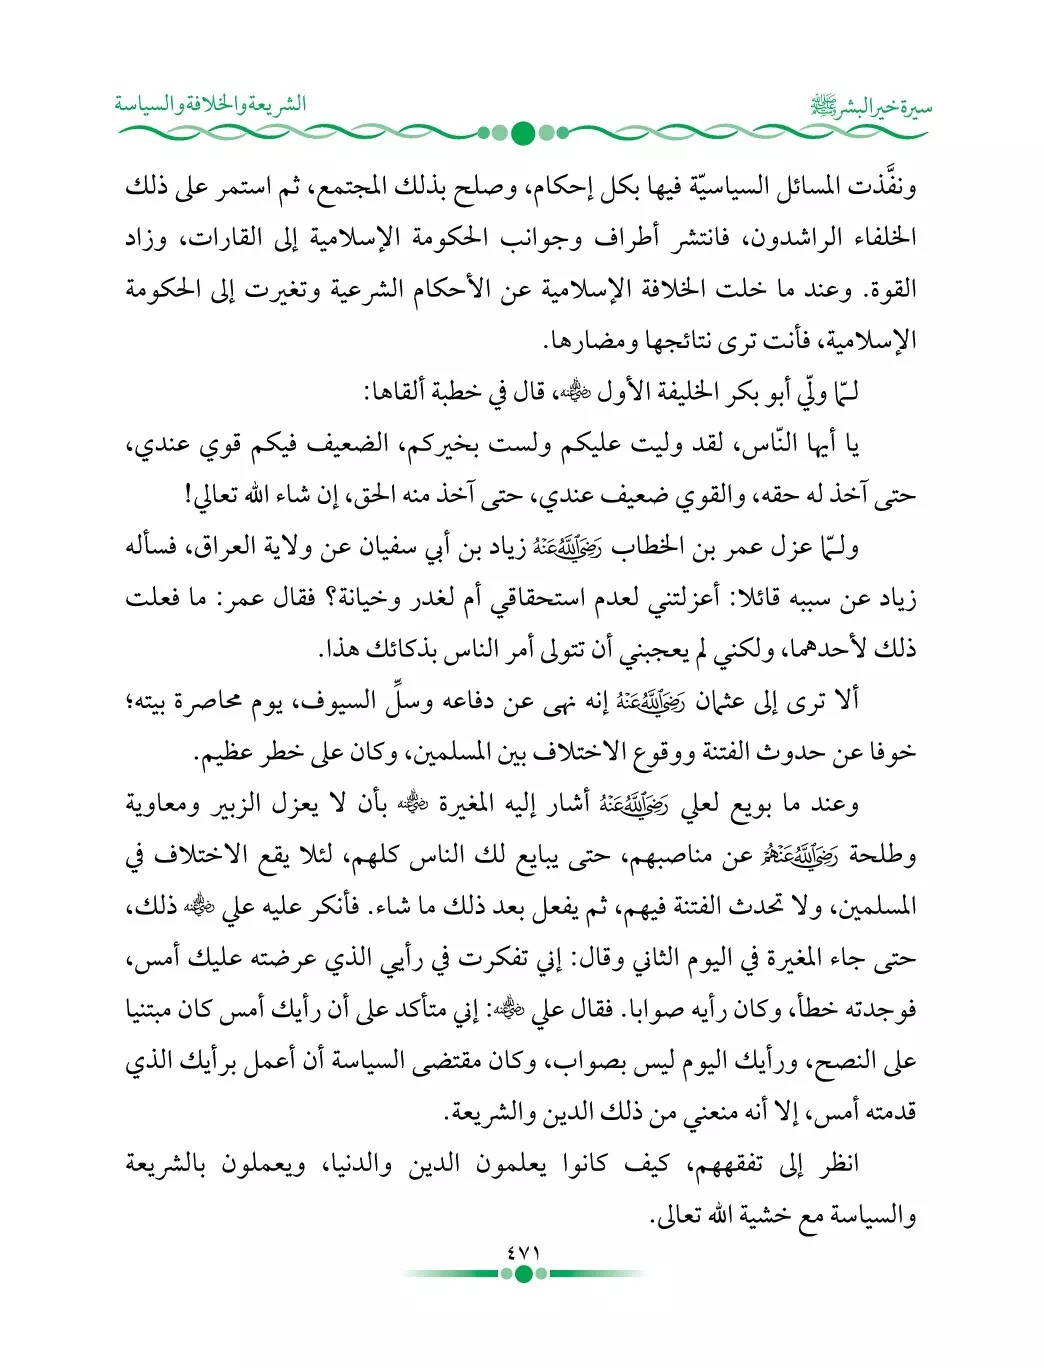 سيرة خير البشر ﷺ
الشريعة والخلافة والسياسة
ونفَّذت المسائل السياسيّة فيها بكل إحكام، وصلح بذلك المجتمع، ثم استمر على ذلك
الخلفاء الراشدون، فانتشر أطراف وجوانب الحكومة الإسلامية إلى القارات، وزاد
القوة. وعند ما خلت الخلافة الإسلامية عن الأحكام الشرعية وتغيرت إلى الحكومة
الإسلامية، فأنت ترى نتائجها ومضارها.
لـمّا ولّي أبو بكر الخليفة الأول رضي الله عنه، قال في خطبة ألقاها:
يا أيها النّاس، لقد وليت عليكم ولست بخيركم، الضعيف فيكم قوي عندي،
حتى آخذ له حقه، والقوي ضعيف عندي، حتى آخذ منه الحق، إن شاء الله تعالي!
ولـمّا عزل عمر بن الخطاب رَضِيَ اللَّهُ عَنْهُ زياد بن أبي سفيان عن ولاية العراق، فسأله
زياد عن سببه قائلا: أعزلتني لعدم استحقاقي أم لغدر وخيانة؟ فقال عمر: ما فعلت
ذلك لأحدهما، ولكني لم يعجبني أن تتولى أمر الناس بذكائك هذا.
ألا ترى إلى عثمان رَضِيَ اللَّهُ عَنْهُ إنه نهى عن دفاعه وسلِّ السيوف، يوم محاصرة بيته؛
خوفا عن حدوث الفتنة ووقوع الاختلاف بين المسلمين، وكان على خطر عظيم.
وعند ما بويع لعلي رَضِيَ اللَّهُ عَنْهُ أشار إليه المغيرة رضي الله عنه بأن لا يعزل الزبير ومعاوية
وطلحة رَضِيَ اللَّهُ عَنْهُمْ عن مناصبهم، حتى يبايع لك الناس كلهم، لئلا يقع الاختلاف في
المسلمين، ولا تحدث الفتنة فيهم، ثم يفعل بعد ذلك ما شاء. فأنكر عليه علي رضي الله عنه ذلك،
حتى جاء المغيرة في اليوم الثاني وقال: إني تفكرت في رأيي الذي عرضته عليك أمس،
فوجدته خطأ، وكان رأيه صوابا. فقال علي رضي الله عنه: إني متأكد على أن رأيك أمس كان مبتنيا
على النصح، ورأيك اليوم ليس بصواب، وكان مقتضى السياسة أن أعمل برأيك الذي
قدمته أمس، إلا أنه منعني من ذلك الدين والشريعة.
انظر إلى تفقههم، كيف كانوا يعلمون الدين والدنيا، ويعملون بالشريعة
والسياسة مع خشية الله تعالى.
٤٧١